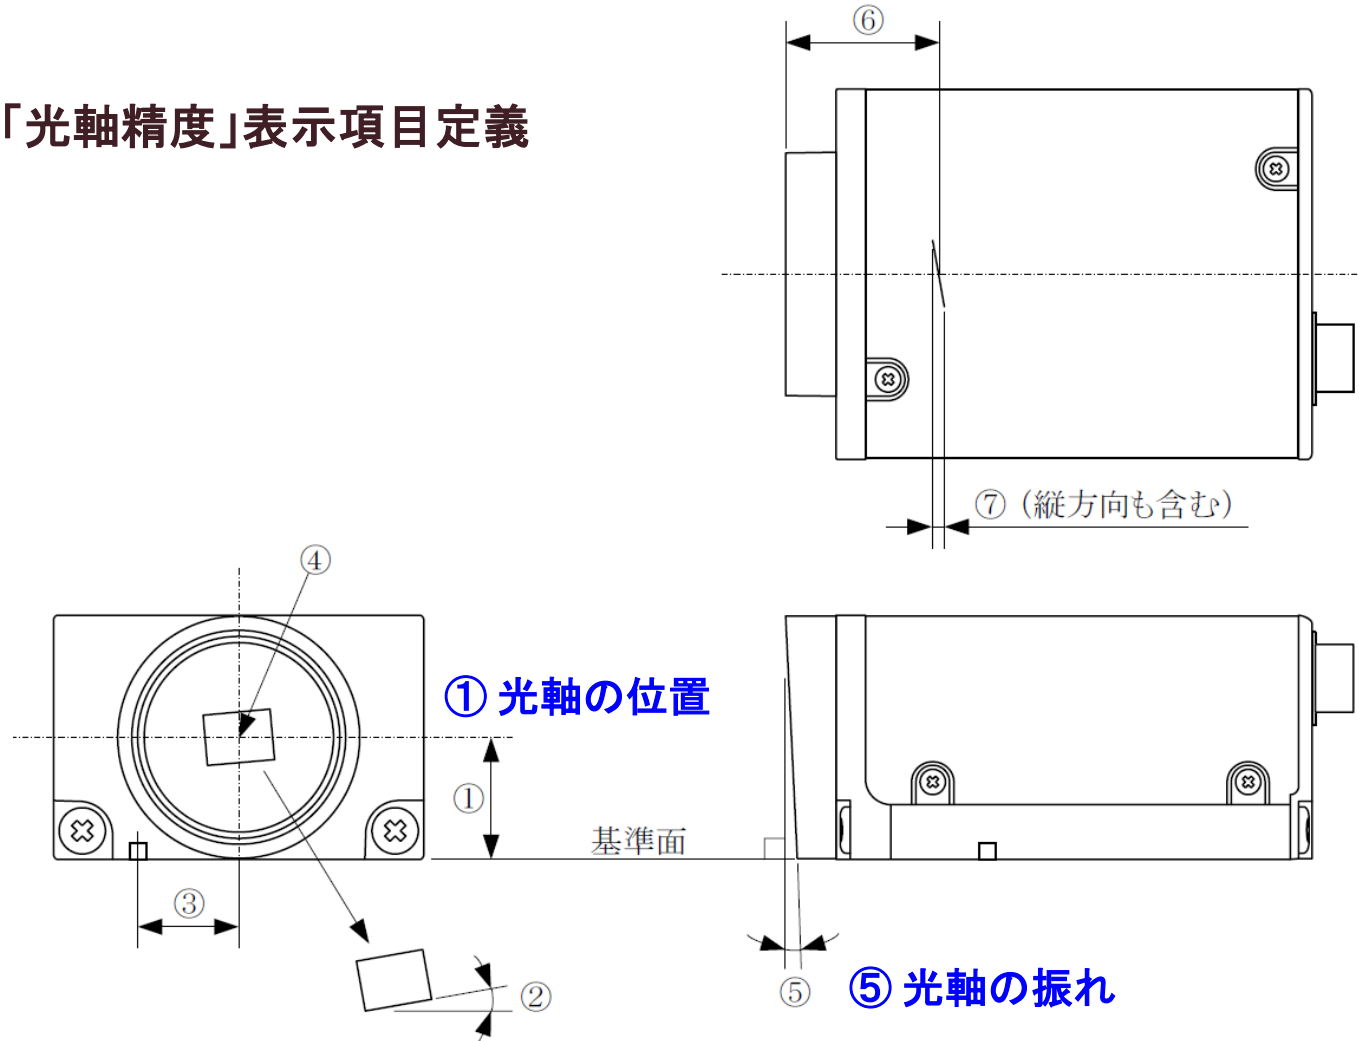 ⑥
「光軸精度」表示項目定義
⑦（縦方向も含む）
④
① 光軸の位置
①
基準面
③
②
⑤
⑤ 光軸の振れ